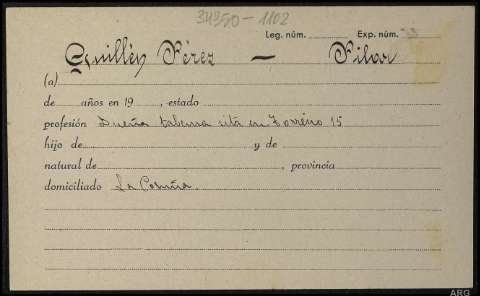 34950-1102
Leg. núm. Exp. núm.
Guillén Pérez — Pilar
(a)
de años en 19 , estado
profesión Dueña taberna sita en Torreiro 15
hijo de y de
natural de , provincia
domiciliado La Coruña.
ARG